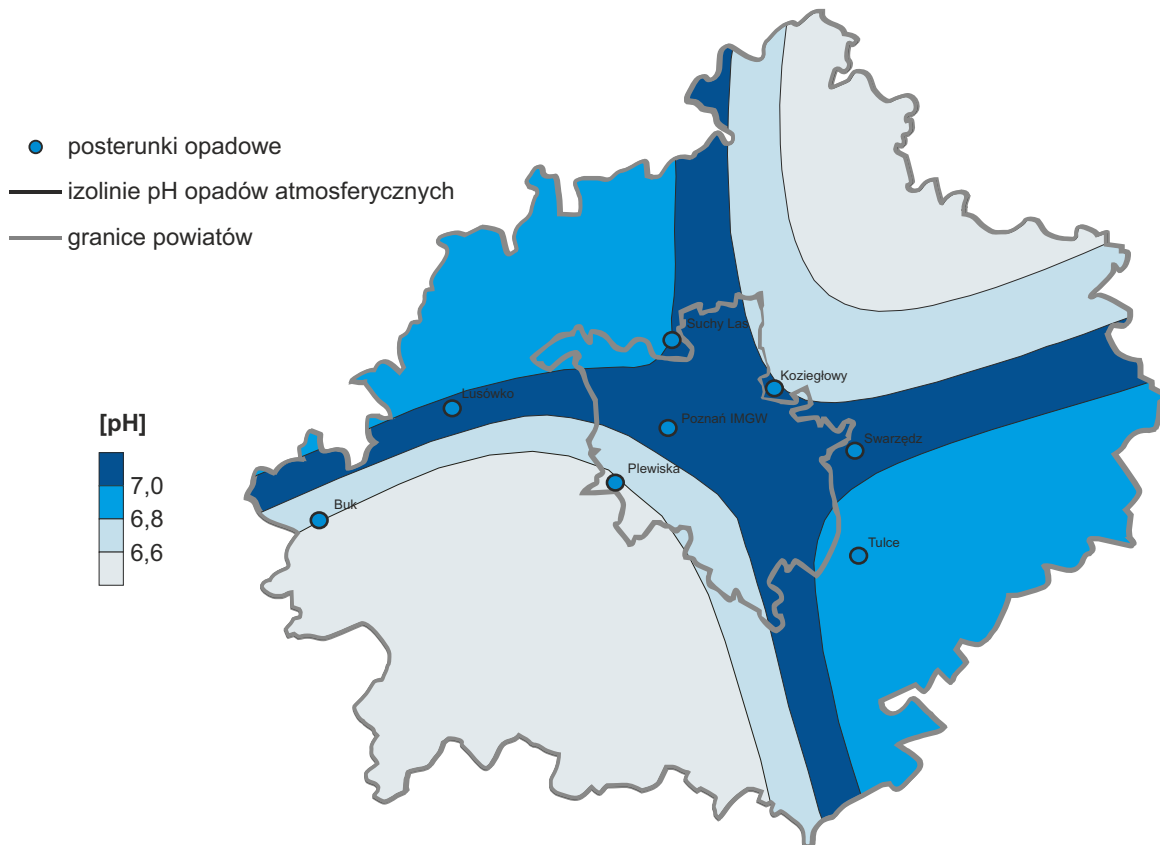 posterunki opadowe
izolinie pH opadów atmosferycznych
granice powiatów
Suchy Las
Koziegłowy
Lusówko
[pH]
Poznań IMGW
Swarzędz
Plewiska
7,0
Buk
6,8
Tulce
6,6